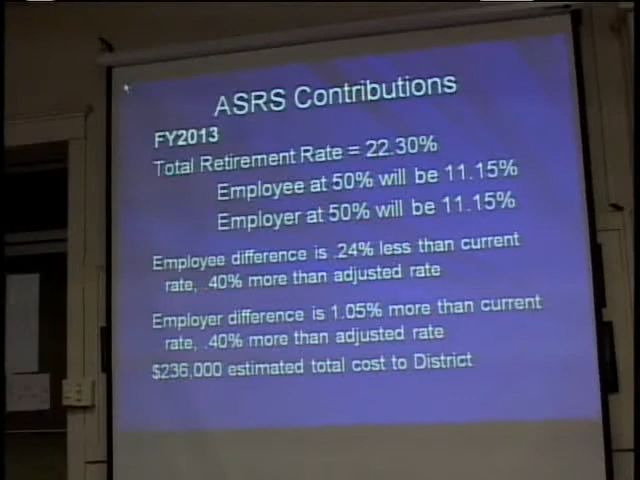 ASRS Contributions
FY2013
Total Retirement Rate = 22.30%
Employee at 50% will be 11.15%
Employer at 50% will be 11.15%
Employee difference is .24% less than current
rate, .40% more than adjusted rate
Employer difference is 1.05% more than current
rate, .40% more than adjusted rate
$236,000 estimated total cost to District